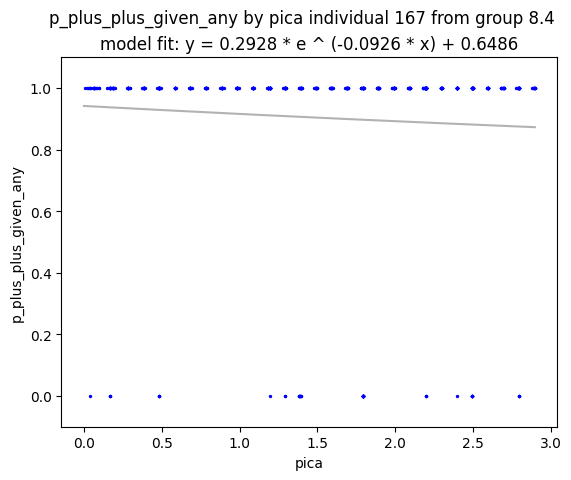 p_plus_plus_given_any by pica individual 167 from group 8.4
model fit: y = 0.2928 * e ^ (-0.0926 * x) + 0.6486
1.0
0.8
0.6
0.4
0.2
0.0
p_plus_plus_given_any
0.0 0.5 1.0 1.5 2.0 2.5 3.0
pica